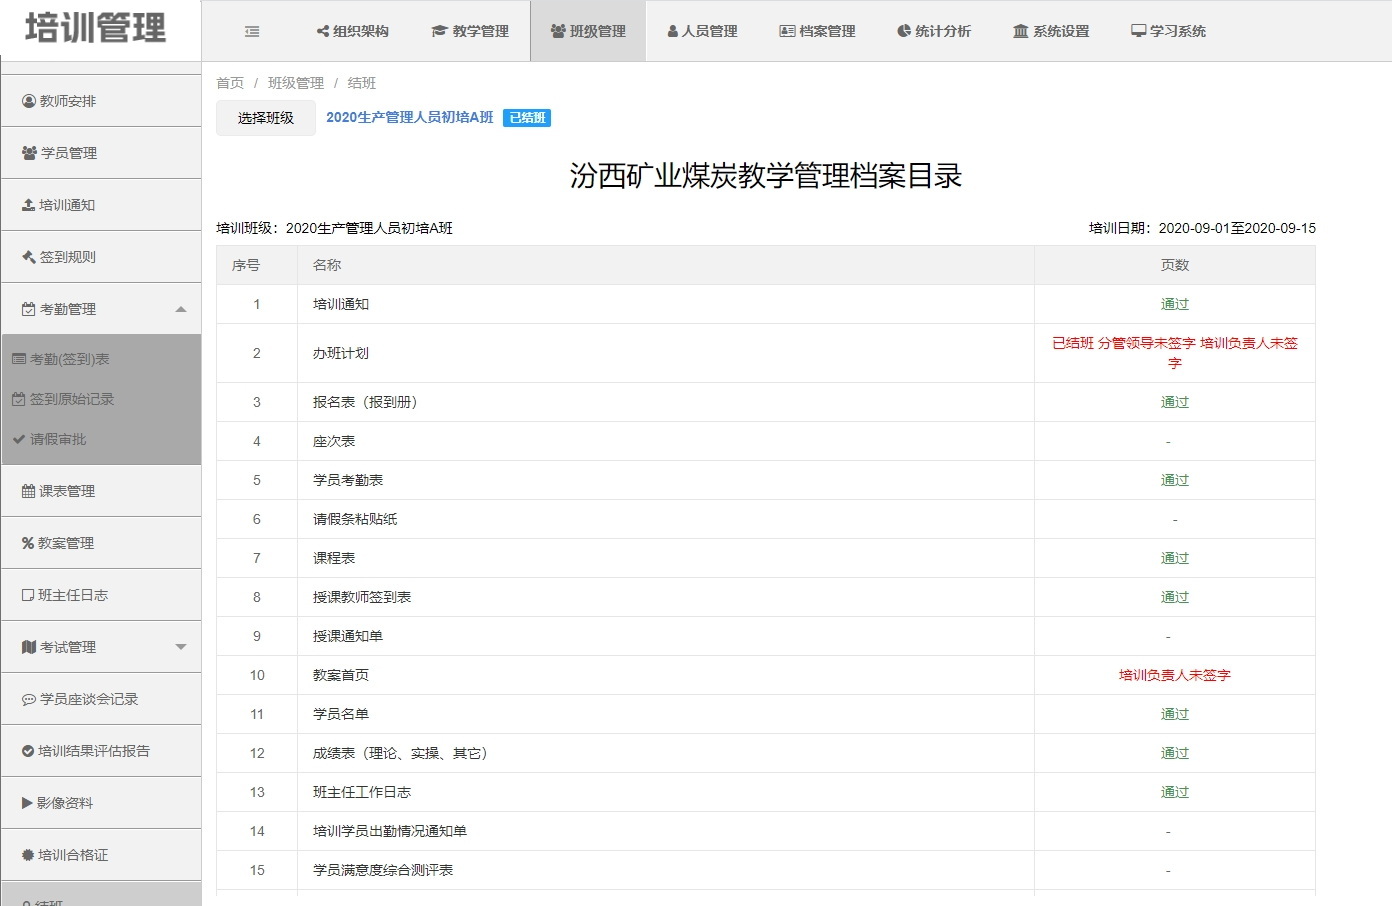 培训管理
组织架构 教学管理 班级管理 人员管理 档案管理 统计分析 系统设置 学习系统
教师安排
学员管理
培训通知
签到规则
考勤管理
考勤(签到)表
签到原始记录
请假审批
课表管理
教案管理
班主任日志
考试管理
学员座谈会记录
培训结果评估报告
影像资料
培训合格证
结班
首页 / 班级管理 / 结班
选择班级 2020生产管理人员初培A班 已结班
汾西矿业煤炭教学管理档案目录
培训班级：2020生产管理人员初培A班 培训日期：2020-09-01至2020-09-15
序号 名称 页数
1 培训通知 通过
2 办班计划 已结班 分管领导未签字 培训负责人未签
字
3 报名表（报到册） 通过
4 座次表 -
5 学员考勤表 通过
6 请假条粘贴纸 -
7 课程表 通过
8 授课教师签到表 通过
9 授课通知单 -
10 教案首页 培训负责人未签字
11 学员名单 通过
12 成绩表（理论、实操、其它） 通过
13 班主任工作日志 通过
14 培训学员出勤情况通知单 -
15 学员满意度综合测评表 -